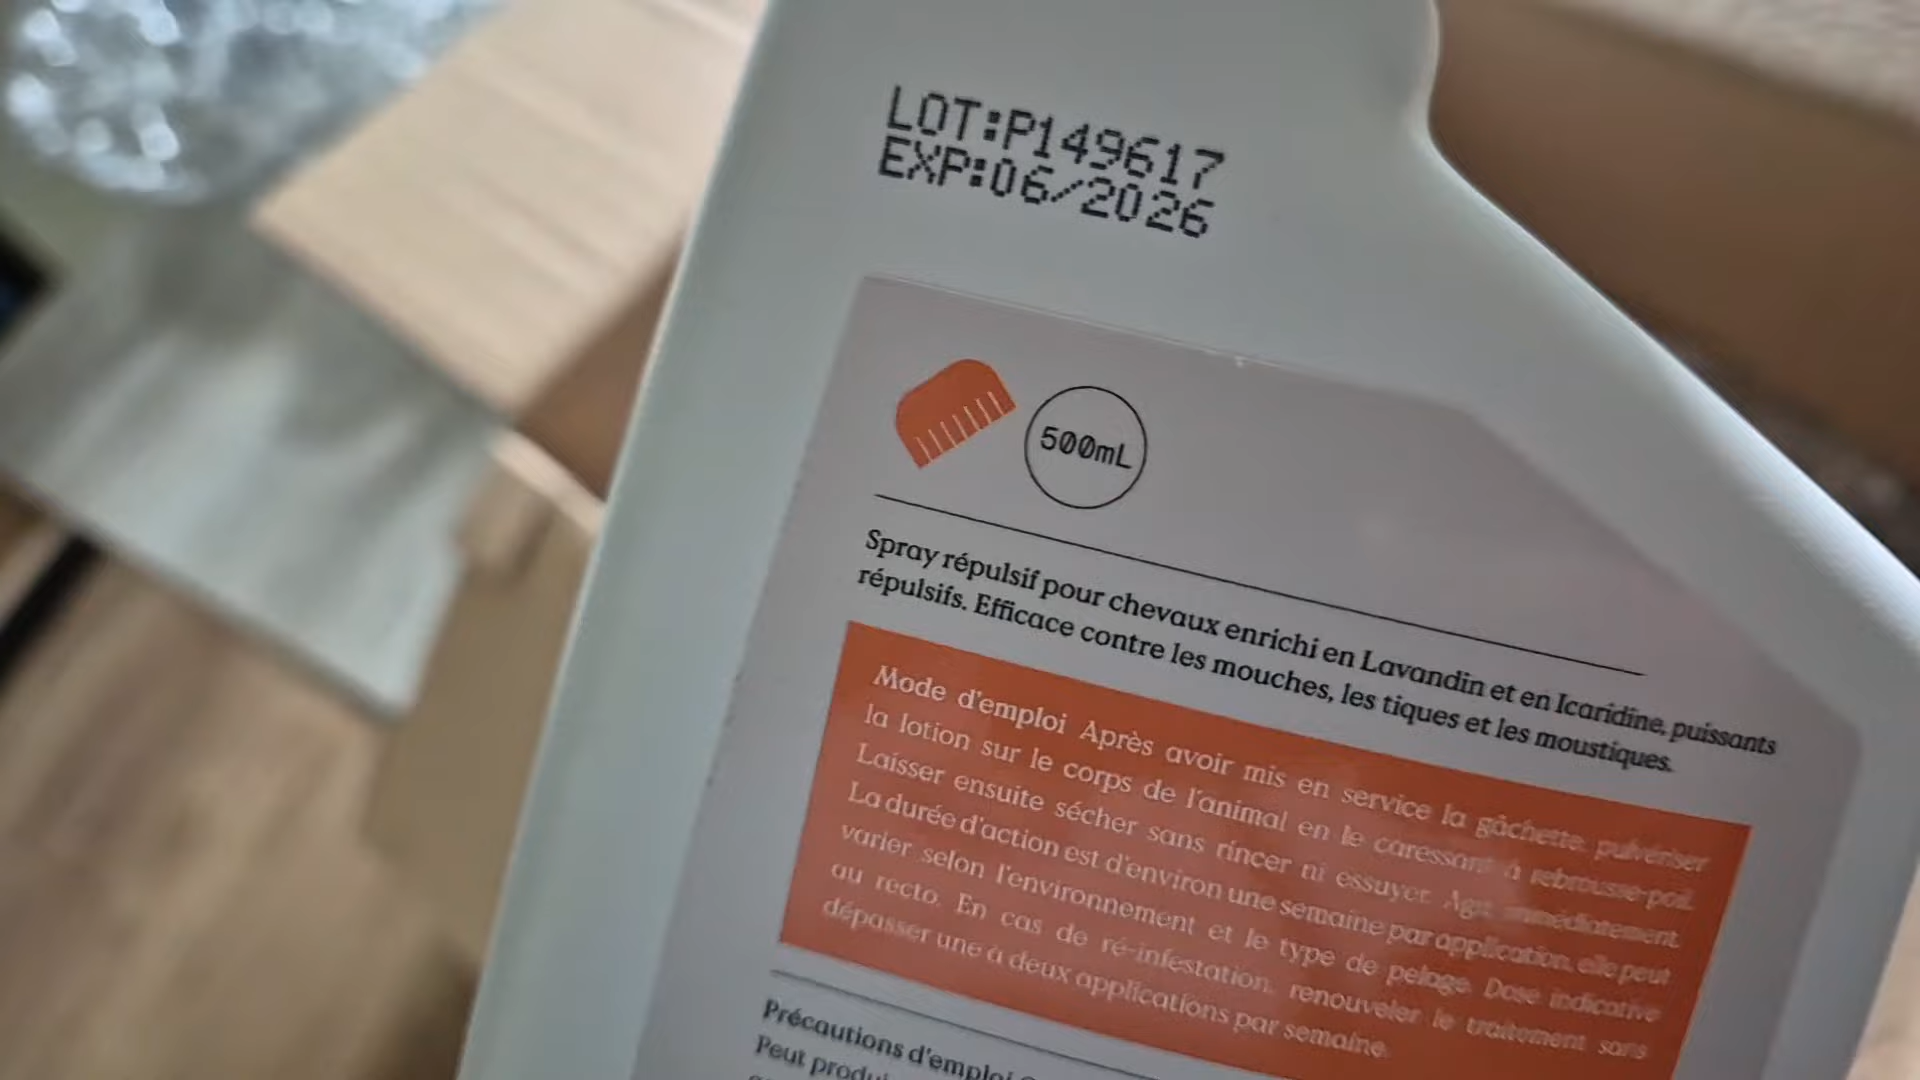 LOT:P149617
EXP:06/2026
500mL
Spray répulsif pour chevaux enrichi en Lavandin et en Icaridine, puissants
répulsifs. Efficace contre les mouches, les tiques et les moustiques.
Mode d'emploi Après avoir mis en service la gâchette, pulvériser
la lotion sur le corps de l'animal en le caressant à rebrousse-poil.
Laisser ensuite sécher sans rincer ni essuyer. Agit immédiatement.
La durée d'action est d'environ une semaine par application, elle peut
varier selon l'environnement et le type de pelage. Dose indicative
au recto. En cas de ré-infestation, renouveler le traitement sans
dépasser une à deux applications par semaine.
Précautions d'emploi
Peut